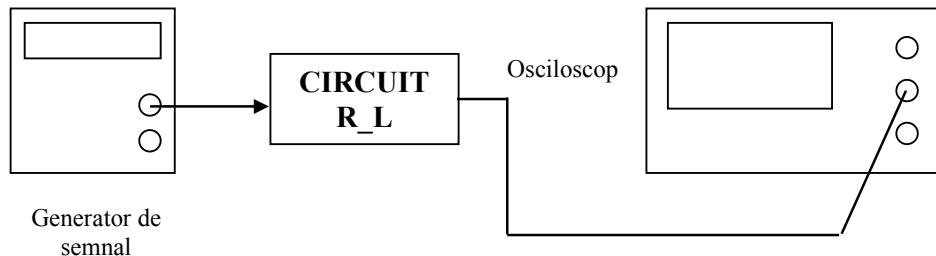 CIRCUIT
R_L
Osciloscop
Generator de
semnal